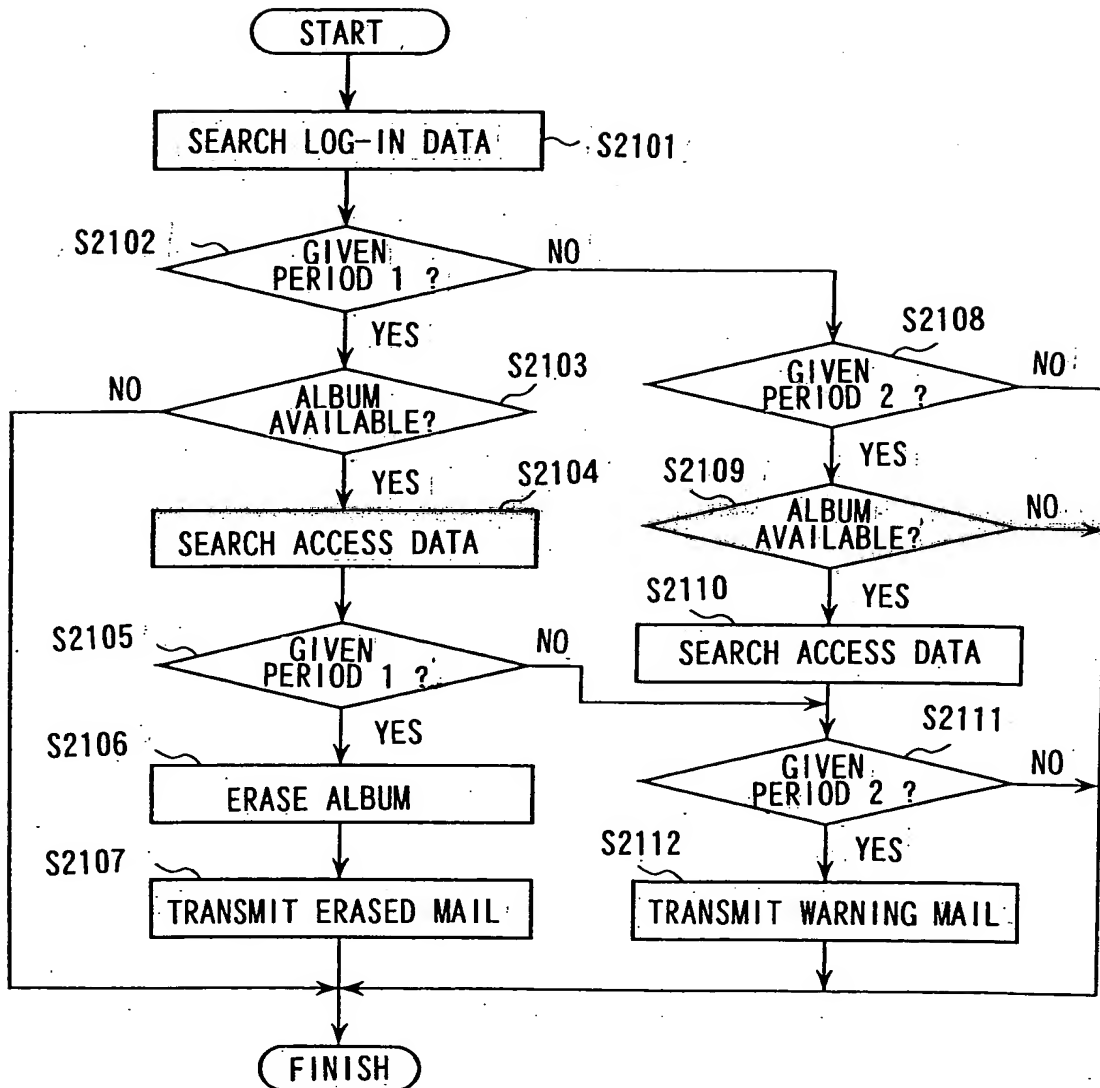 START
SEARCH LOG-IN DATA
S2101
S2102
GIVEN
PERIOD 1 ?
NO
YES
S2103
NO
ALBUM
AVAILABLE?
YES
S2104
SEARCH ACCESS DATA
S2105
GIVEN
PERIOD 1 ?
NO
YES
S2106
ERASE ALBUM
S2107
TRANSMIT ERASED MAIL
S2108
GIVEN
PERIOD 2 ?
NO
YES
S2109
ALBUM
AVAILABLE?
NO
YES
S2110
SEARCH ACCESS DATA
S2111
GIVEN
PERIOD 2 ?
NO
YES
S2112
TRANSMIT WARNING MAIL
FINISH